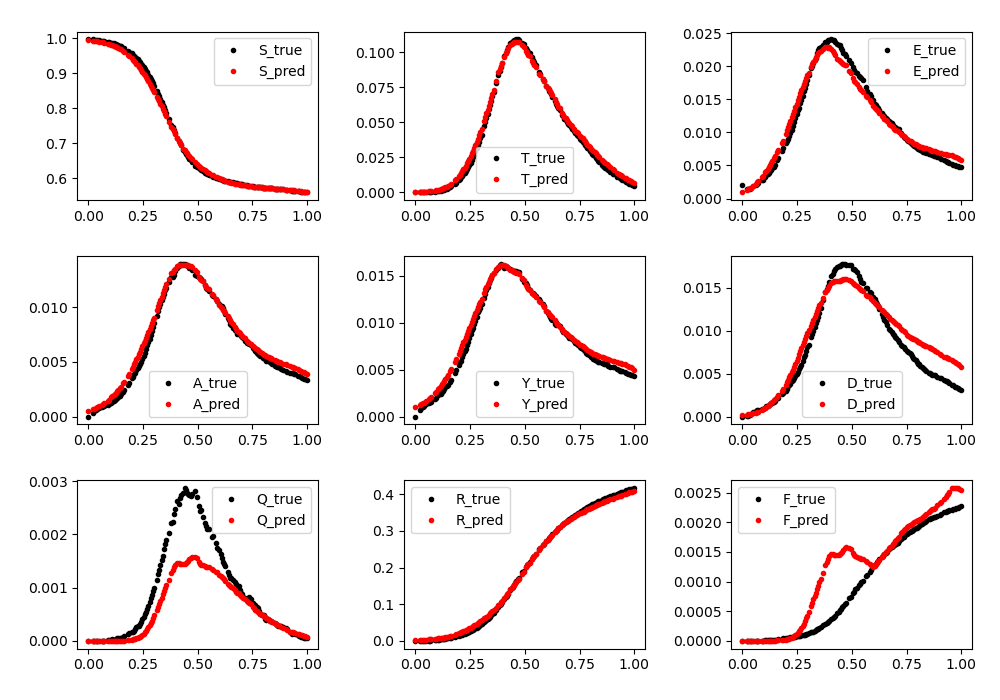 1.0
0.9
0.8
0.7
0.6
0.00 0.25 0.50 0.75 1.00
S_true
S_pred
0.100
0.075
0.050
0.025
0.000
0.00 0.25 0.50 0.75 1.00
T_true
T_pred
0.025
0.020
0.015
0.010
0.005
0.000
0.00 0.25 0.50 0.75 1.00
E_true
E_pred
0.010
0.005
0.000
0.00 0.25 0.50 0.75 1.00
A_true
A_pred
0.015
0.010
0.005
0.000
0.00 0.25 0.50 0.75 1.00
Y_true
Y_pred
0.015
0.010
0.005
0.000
0.00 0.25 0.50 0.75 1.00
D_true
D_pred
0.003
0.002
0.001
0.000
0.00 0.25 0.50 0.75 1.00
Q_true
Q_pred
0.4
0.3
0.2
0.1
0.0
0.00 0.25 0.50 0.75 1.00
R_true
R_pred
0.0025
0.0020
0.0015
0.0010
0.0005
0.0000
0.00 0.25 0.50 0.75 1.00
F_true
F_pred